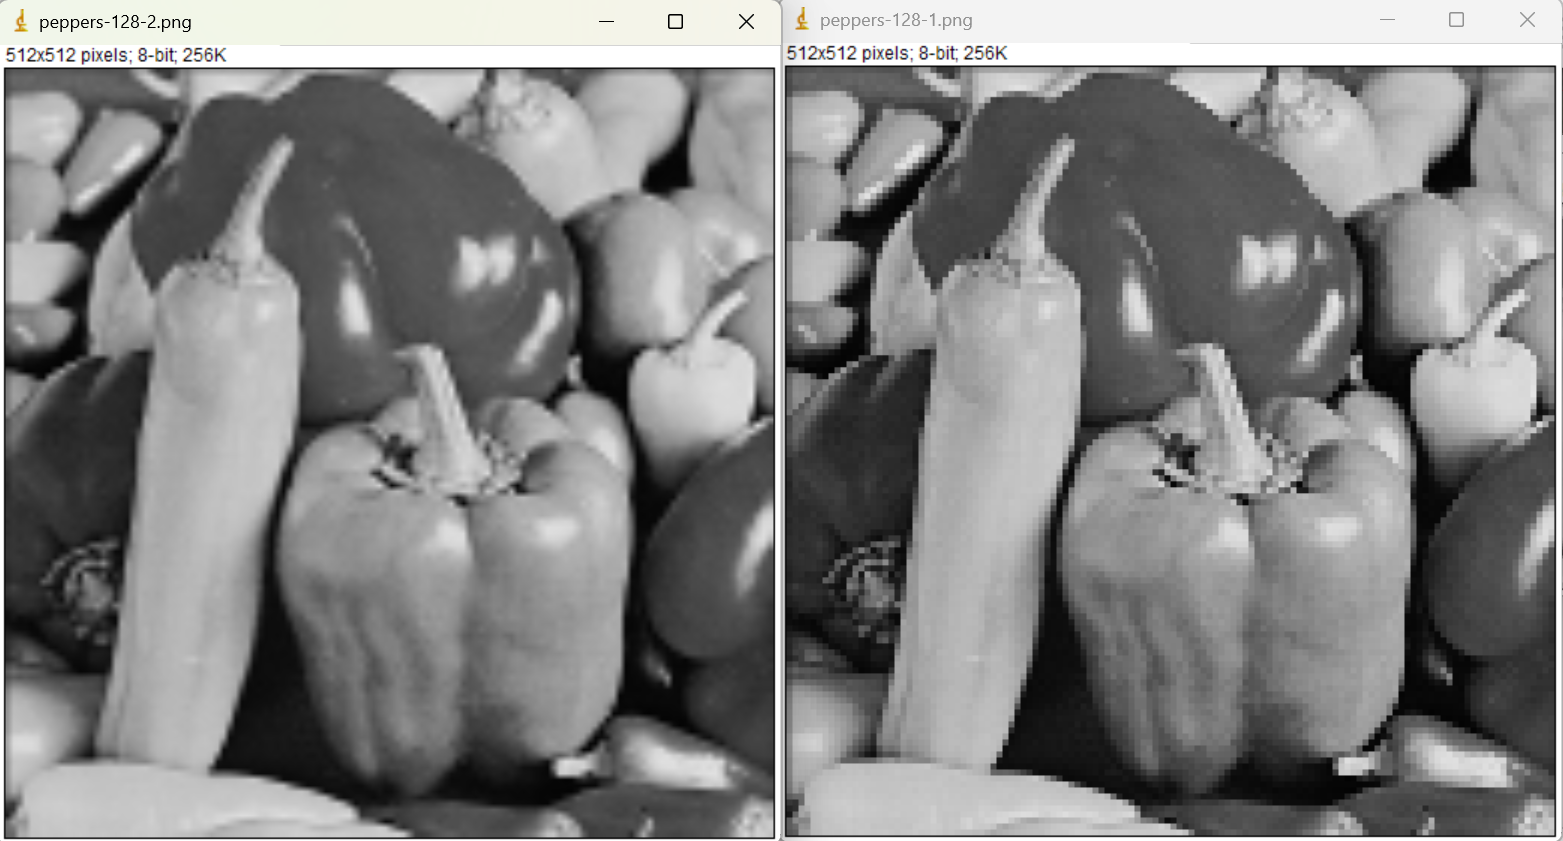 peppers-128-2.png
512x512 pixels; 8-bit; 256K
peppers-128-1.png
512x512 pixels; 8-bit; 256K